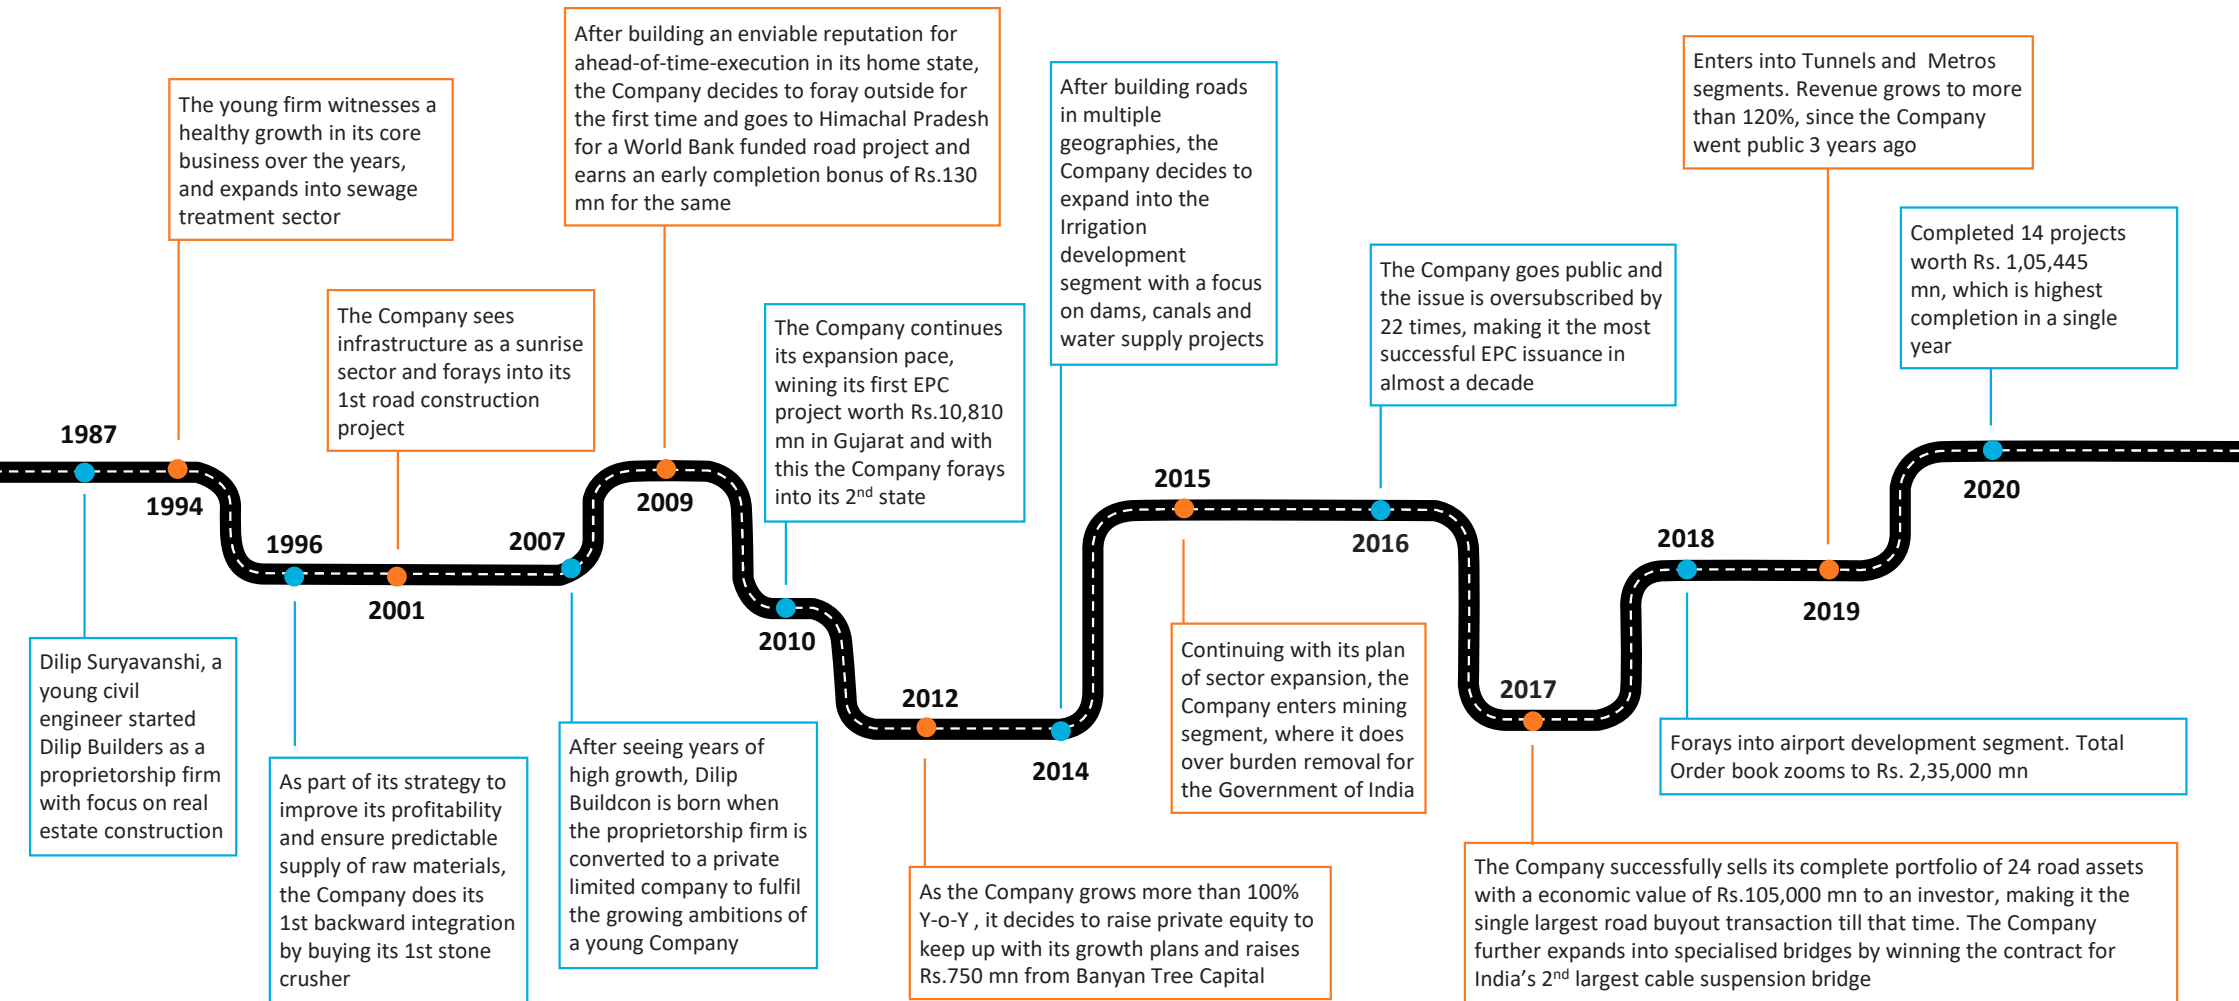 1987
Dilip Suryavanshi, a
young civil
engineer started
Dilip Builders as a
proprietorship firm
with focus on real
estate construction
The young firm witnesses a
healthy growth in its core
business over the years,
and expands into sewage
treatment sector
1994
1996
As part of its strategy to
improve its profitability
and ensure predictable
supply of raw materials,
the Company does its
1st backward integration
by buying its 1st stone
crusher
The Company sees
infrastructure as a sunrise
sector and forays into its
1st road construction
project
2001
2007
After seeing years of
high growth, Dilip
Buildcon is born when
the proprietorship firm is
converted to a private
limited company to fulfil
the growing ambitions of
a young Company
After building an enviable reputation for
ahead-of-time-execution in its home state,
the Company decides to foray outside for
the first time and goes to Himachal Pradesh
for a World Bank funded road project and
earns an early completion bonus of Rs.130
mn for the same
2009
The Company continues
its expansion pace,
wining its first EPC
project worth Rs.10,810
mn in Gujarat and with
this the Company forays
into its 2nd state
2010
2012
As the Company grows more than 100%
Y-o-Y , it decides to raise private equity to
keep up with its growth plans and raises
Rs.750 mn from Banyan Tree Capital
After building roads
in multiple
geographies, the
Company decides to
expand into the
Irrigation
development
segment with a focus
on dams, canals and
water supply projects
2014
2015
Continuing with its plan
of sector expansion, the
Company enters mining
segment, where it does
over burden removal for
the Government of India
The Company goes public and
the issue is oversubscribed by
22 times, making it the most
successful EPC issuance in
almost a decade
2016
2017
The Company successfully sells its complete portfolio of 24 road assets
with a economic value of Rs.105,000 mn to an investor, making it the
single largest road buyout transaction till that time. The Company
further expands into specialised bridges by winning the contract for
India's 2nd largest cable suspension bridge
2018
Forays into airport development segment. Total
Order book zooms to Rs. 2,35,000 mn
Enters into Tunnels and Metros
segments. Revenue grows to more
than 120%, since the Company
went public 3 years ago
2019
Completed 14 projects
worth Rs. 1,05,445
mn, which is highest
completion in a single
year
2020